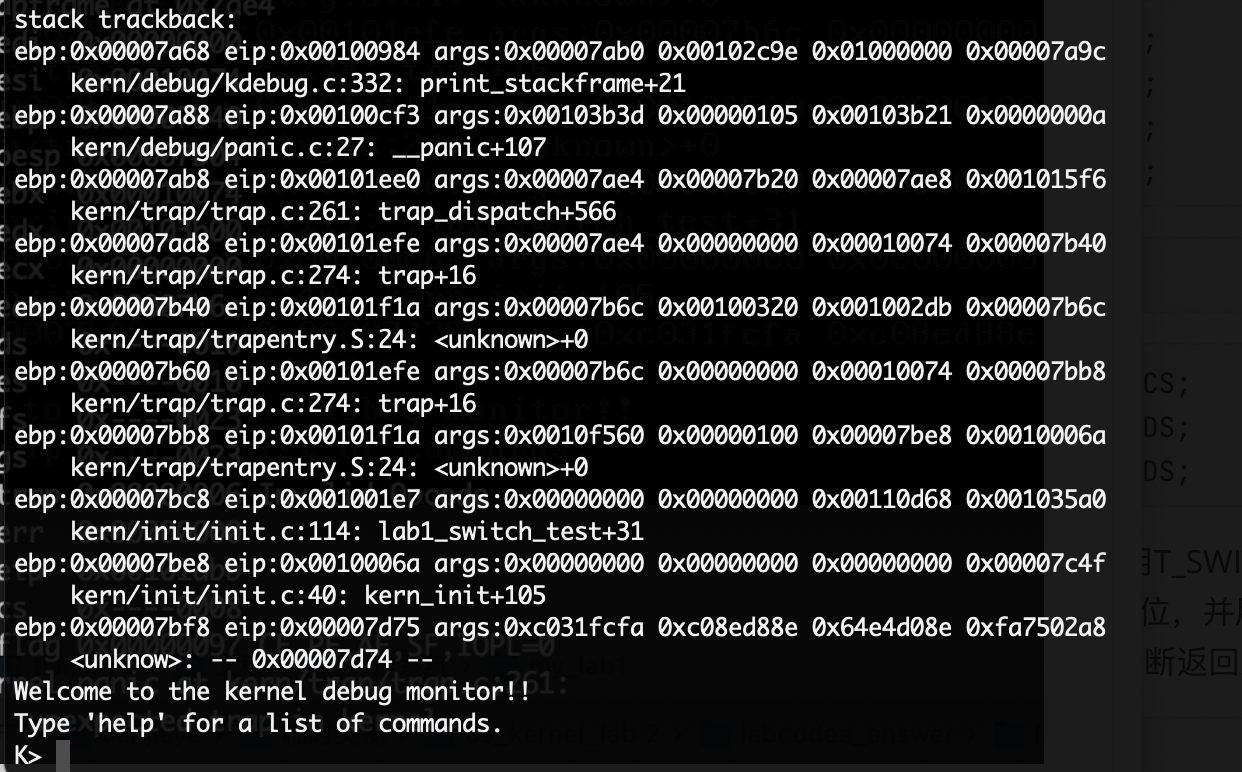 stack trackback:
ebp:0x00007a68 eip:0x00100984 args:0x00007ab0 0x00102c9e 0x01000000 0x00007a9c
kern/debug/kdebug.c:332: print_stackframe+21
ebp:0x00007a88 eip:0x00100cf3 args:0x00103b3d 0x00000105 0x00103b21 0x0000000a
kern/debug/panic.c:27: __panic+107
ebp:0x00007ab8 eip:0x00101ee0 args:0x00007ae4 0x00007b20 0x00007ae8 0x001015f6
kern/trap/trap.c:261: trap_dispatch+566
ebp:0x00007ad8 eip:0x00101efe args:0x00007ae4 0x00000000 0x00010074 0x00007b40
kern/trap/trap.c:274: trap+16
ebp:0x00007b40 eip:0x00101f1a args:0x00007b6c 0x00100320 0x001002db 0x00007b6c
kern/trap/trapentry.S:24: <unknown>+0
ebp:0x00007b60 eip:0x00101efe args:0x00007b6c 0x00000000 0x00010074 0x00007bb8
kern/trap/trap.c:274: trap+16
ebp:0x00007bb8 eip:0x00101f1a args:0x0010f560 0x00000100 0x00007be8 0x0010006a
kern/trap/trapentry.S:24: <unknown>+0
ebp:0x00007bc8 eip:0x001001e7 args:0x00000000 0x00000000 0x00110d68 0x001035a0
kern/init/init.c:114: lab1_switch_test+31
ebp:0x00007be8 eip:0x0010006a args:0x00000000 0x00000000 0x00000000 0x00007c4f
kern/init/init.c:40: kern_init+105
ebp:0x00007bf8 eip:0x00007d75 args:0xc031fcfa 0xc08ed88e 0x64e4d08e 0xfa7502a8
<unknow>: -- 0x00007d74 --
Welcome to the kernel debug monitor!!
Type 'help' for a list of commands.
K>
CS;
DS;
DS;
断返回